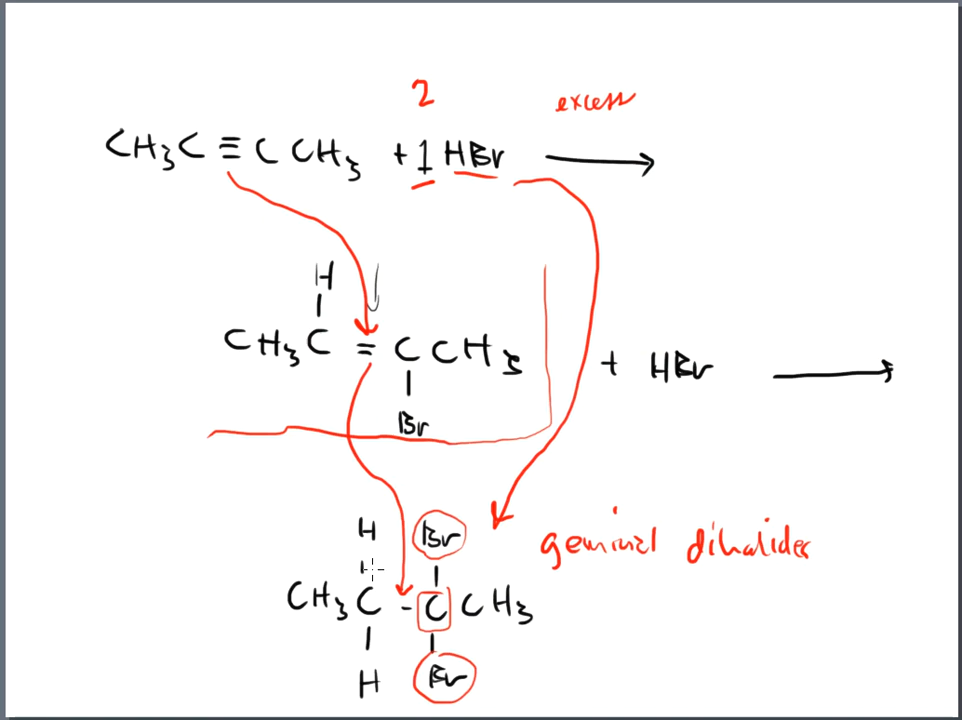 2 excess
CH₃C ≡ C CH₃ + 1 HBr ⟶
H
|
CH₃C = C CH₃ + HBr ⟶
|
Br
H Br
geminal dihalides
| |
CH₃C - C CH₃
| |
H Br